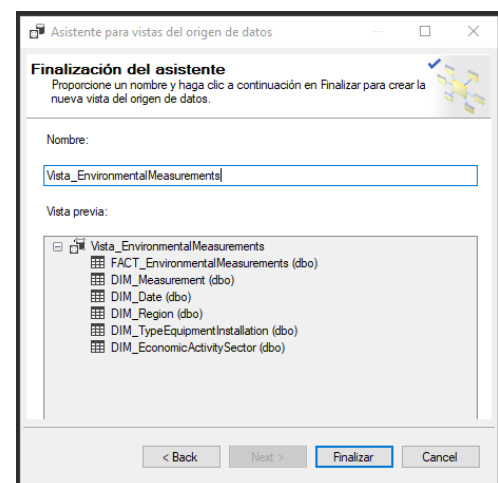 Asistente para vistas del origen de datos
Finalización del asistente
Proporcione un nombre y haga clic a continuación en Finalizar para crear la
nueva vista del origen de datos.
Nombre:
Vista_EnvironmentalMeasurements
Vista previa:
Vista_EnvironmentalMeasurements
FACT_EnvironmentalMeasurements (dbo)
DIM_Measurement (dbo)
DIM_Date (dbo)
DIM_Region (dbo)
DIM_TypeEquipmentInstallation (dbo)
DIM_EconomicActivitySector (dbo)
< Back Next > Finalizar Cancel